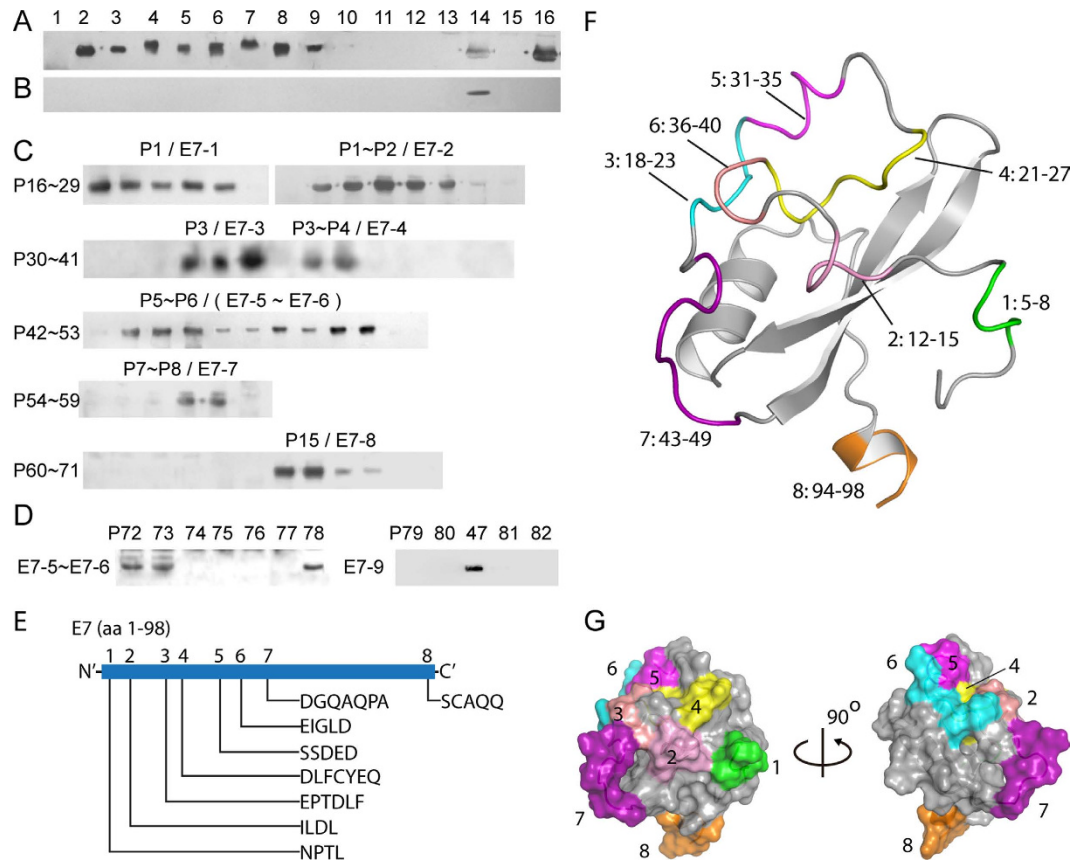 A 1 2 3 4 5 6 7 8 9 10 11 12 13 14 15 16
B
C
P1 / E7-1 P1~P2 / E7-2
P16~29
P3 / E7-3 P3~P4 / E7-4
P30~41
P5~P6 / ( E7-5 ~ E7-6 )
P42~53
P7~P8 / E7-7
P54~59
P15 / E7-8
P60~71
D
P72 73 74 75 76 77 78 P79 80 47 81 82
E7-5~E7-6 E7-9
E
E7 (aa 1-98)
1 2 3 4 5 6 7 8
N' C'
DGQAQPA SCAQQ
EIGLD
SSDED
DLFCYEQ
EPTDLF
ILDL
NPTL
F
5:31-35
6:36-40
3:18-23
4:21-27
1:5-8
2:12-15
7:43-49
8:94-98
G
6 5 4 3 2 1 7 8
90o
6 5 4 2 7 8